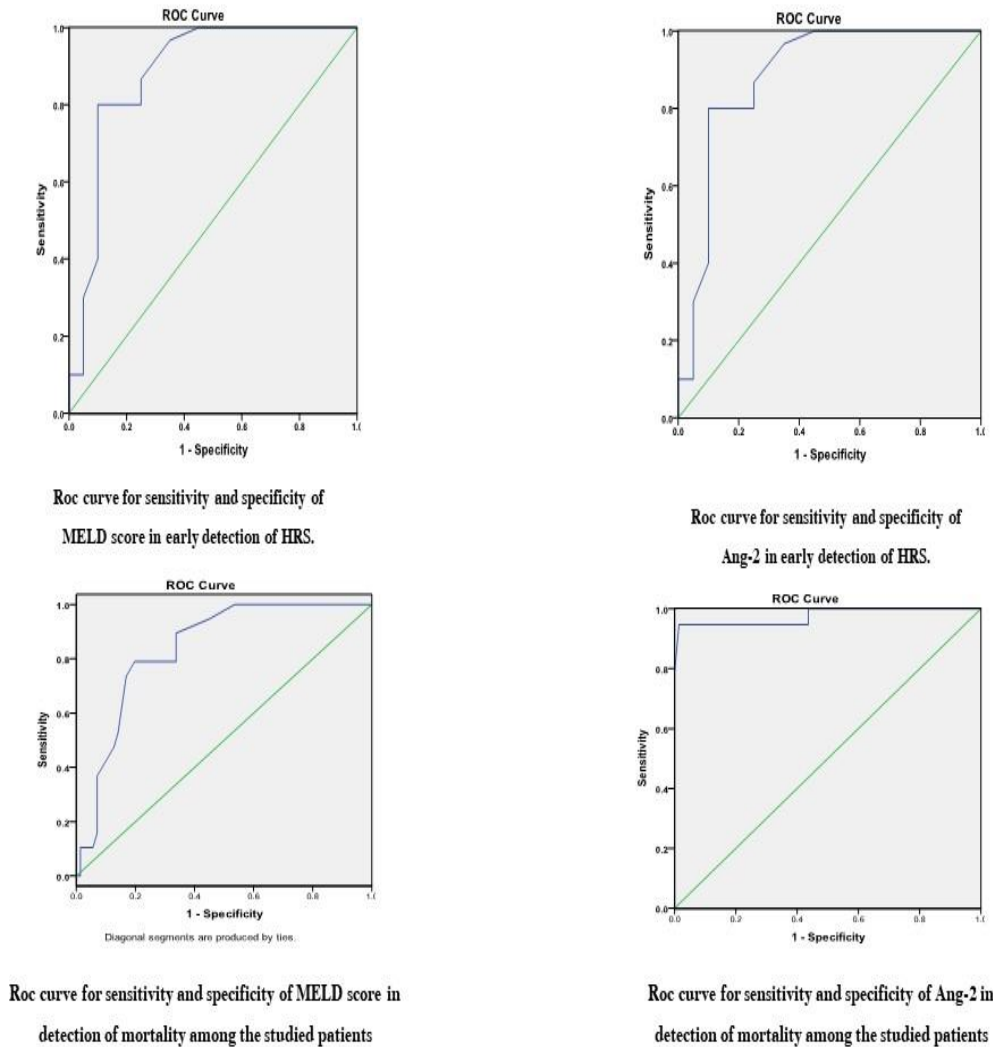 ROC Curve
1.0
0.8
0.6
0.4
0.2
0.0
Sensitivity
0.0 0.2 0.4 0.6 0.8 1.0
1 - Specificity
Roc curve for sensitivity and specificity of
MELD score in early detection of HRS.
ROC Curve
1.0
0.8
0.6
0.4
0.2
0.0
Sensitivity
0.0 0.2 0.4 0.6 0.8 1.0
1 - Specificity
Roc curve for sensitivity and specificity of
Ang-2 in early detection of HRS.
ROC Curve
1.0
0.8
0.6
0.4
0.2
0.0
Sensitivity
0.0 0.2 0.4 0.6 0.8 1.0
1 - Specificity
Diagonal segments are produced by ties.
Roc curve for sensitivity and specificity of MELD score in
detection of mortality among the studied patients
ROC Curve
1.0
0.8
0.6
0.4
0.2
0.0
Sensitivity
0.0 0.2 0.4 0.6 0.8 1.0
1 - Specificity
Roc curve for sensitivity and specificity of Ang-2 in
detection of mortality among the studied patients